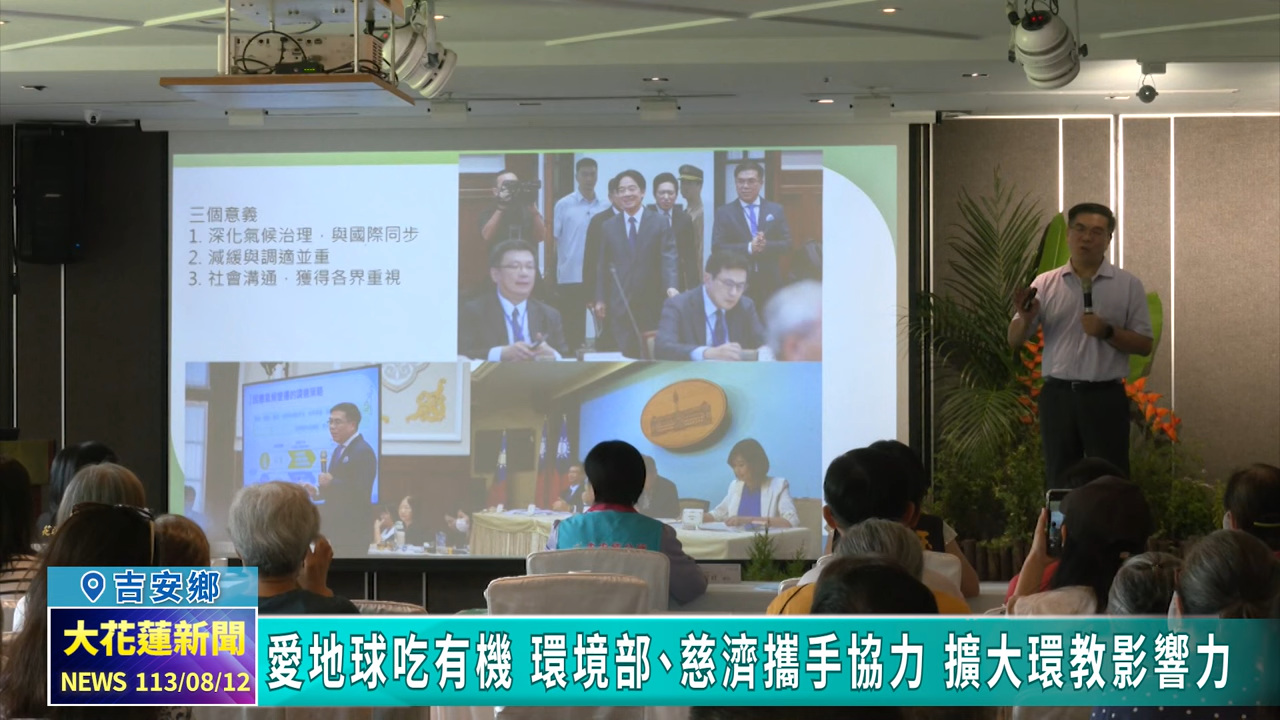 三個意義
1. 深化氣候治理，與國際同步
2. 減緩與調適並重
3. 社會溝通，獲得各界重視
吉安鄉
大花蓮新聞
NEWS 113/08/12
愛地球吃有機 環境部、慈濟攜手協力 擴大環教影響力